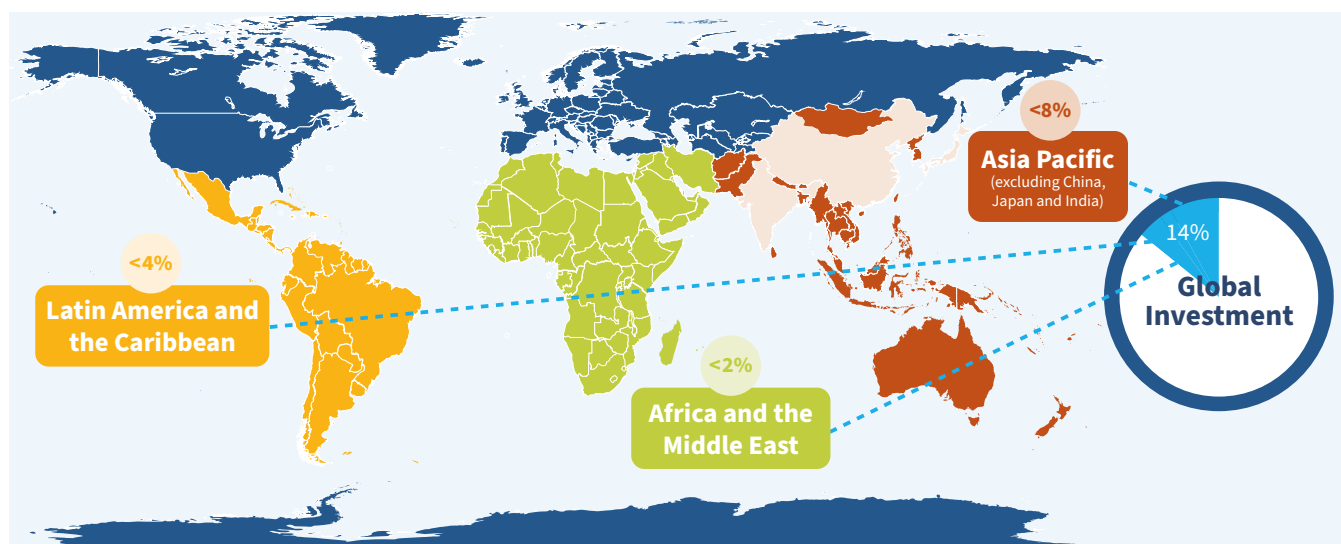 <8%
Asia Pacific
(excluding China,
Japan and India)
14%
Global
Investment
<4%
Latin America and
the Caribbean
<2%
Africa and the
Middle East